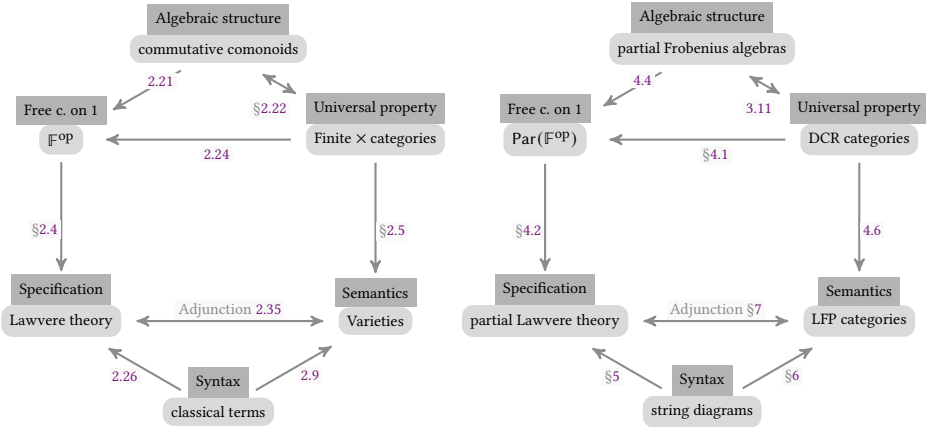 Algebraic structure
commutative comonoids
2.21
§2.22
Free c. on 1
𝔽op
Universal property
Finite × categories
2.24
§2.4
§2.5
Specification
Lawvere theory
Adjunction 2.35
Semantics
Varieties
2.26
2.9
Syntax
classical terms
Algebraic structure
partial Frobenius algebras
4.4
3.11
Free c. on 1
Par(𝔽op)
Universal property
DCR categories
§4.1
§4.2
4.6
Specification
partial Lawvere theory
Adjunction §7
Semantics
LFP categories
§5
§6
Syntax
string diagrams